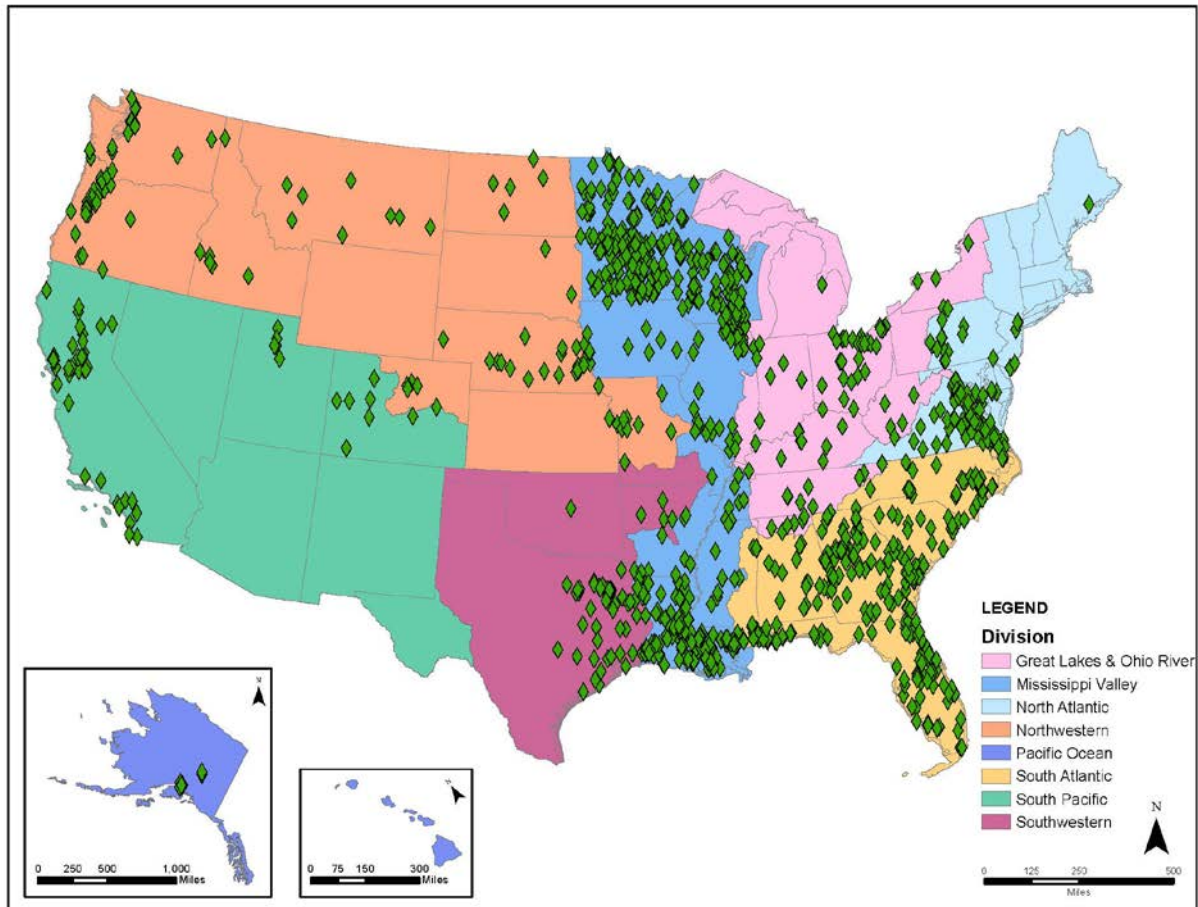 LEGEND
Division
Great Lakes & Ohio River
Mississippi Valley
North Atlantic
Northwestern
Pacific Ocean
South Atlantic
South Pacific
Southwestern
N
0 125 250 500
Miles
N
0 250 500 1,000
Miles
0 75 150 300
Miles